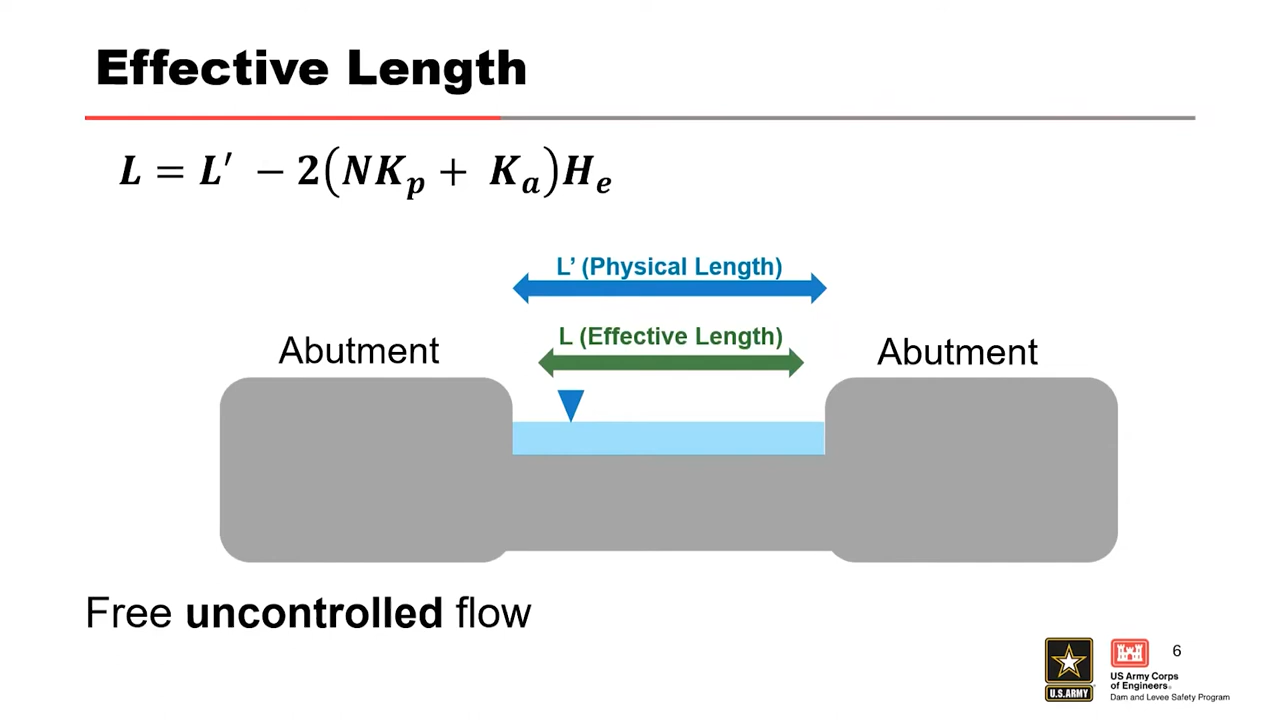 Effective Length
L = L′ − 2(NKₚ + Kₐ)Hₑ
L’ (Physical Length)
L (Effective Length)
Abutment
Abutment
Free uncontrolled flow
6
U.S.ARMY
US Army Corps
of Engineers®
Dam and Levee Safety Program